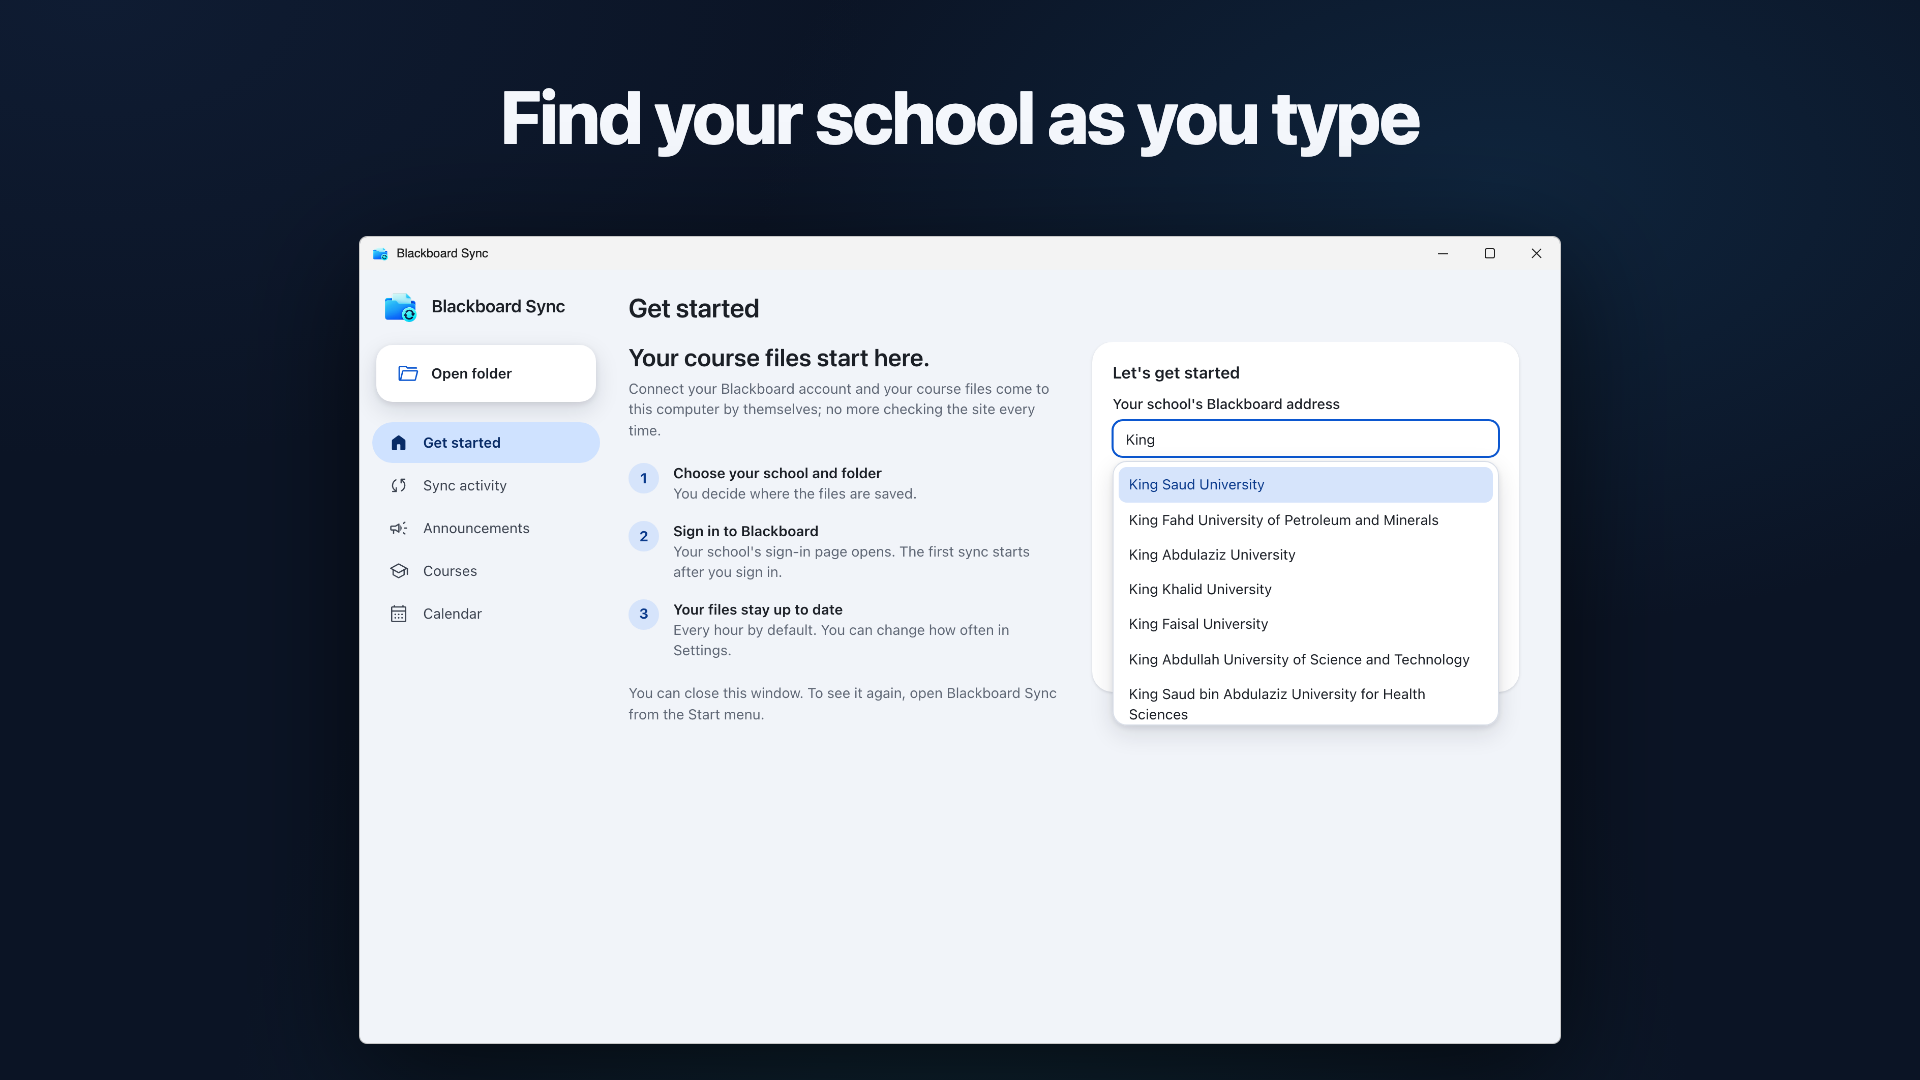 Find your school as you type
Blackboard Sync
Blackboard Sync
Open folder
Get started
Sync activity
Announcements
Courses
Calendar
Get started
Your course files start here.
Connect your Blackboard account and your course files come to
this computer by themselves; no more checking the site every
time.
1
Choose your school and folder
You decide where the files are saved.
2
Sign in to Blackboard
Your school's sign-in page opens. The first sync starts
after you sign in.
3
Your files stay up to date
Every hour by default. You can change how often in
Settings.
You can close this window. To see it again, open Blackboard Sync
from the Start menu.
Let's get started
Your school's Blackboard address
King
King Saud University
King Fahd University of Petroleum and Minerals
King Abdulaziz University
King Khalid University
King Faisal University
King Abdullah University of Science and Technology
King Saud bin Abdulaziz University for Health
Sciences